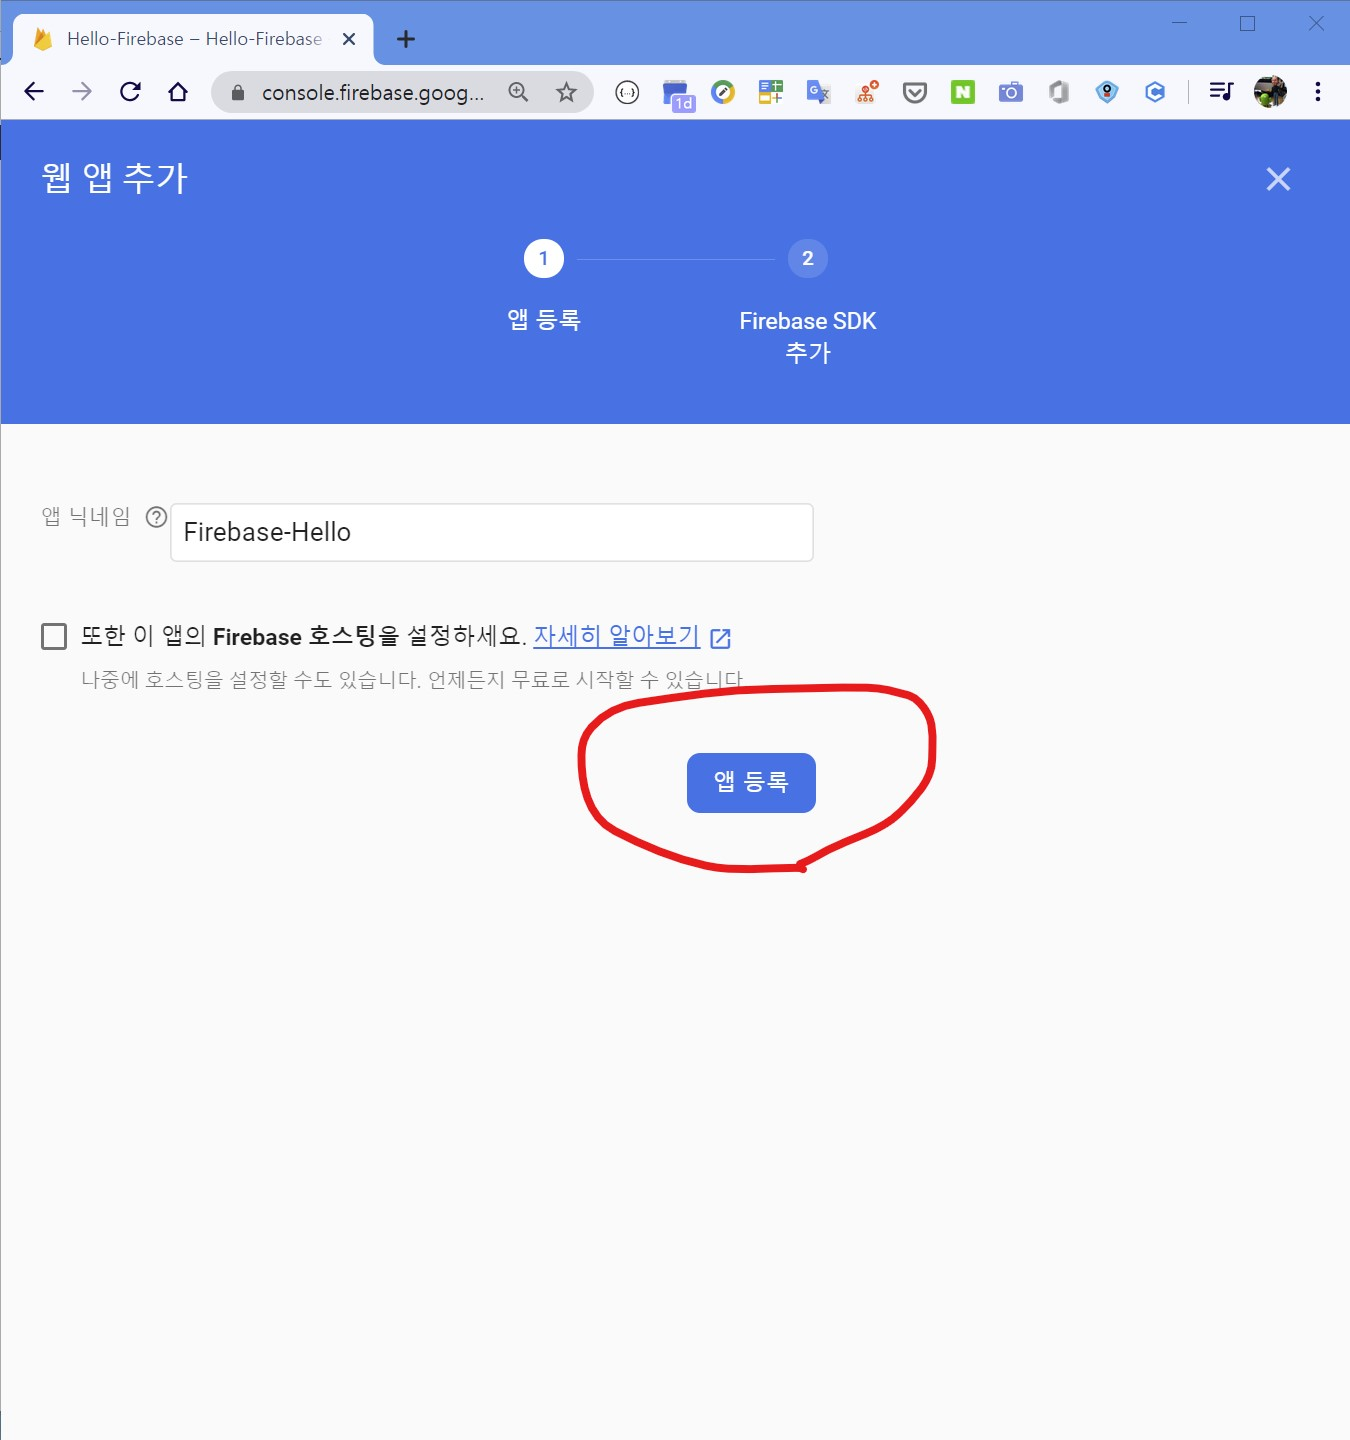 Hello-Firebase – Hello-Firebase
console.firebase.goog...
1d
웹 앱 추가
1
2
앱 등록
Firebase SDK
추가
앱 닉네임
Firebase-Hello
또한 이 앱의 Firebase 호스팅을 설정하세요. 자세히 알아보기
나중에 호스팅을 설정할 수도 있습니다. 언제든지 무료로 시작할 수 있습니다
앱 등록